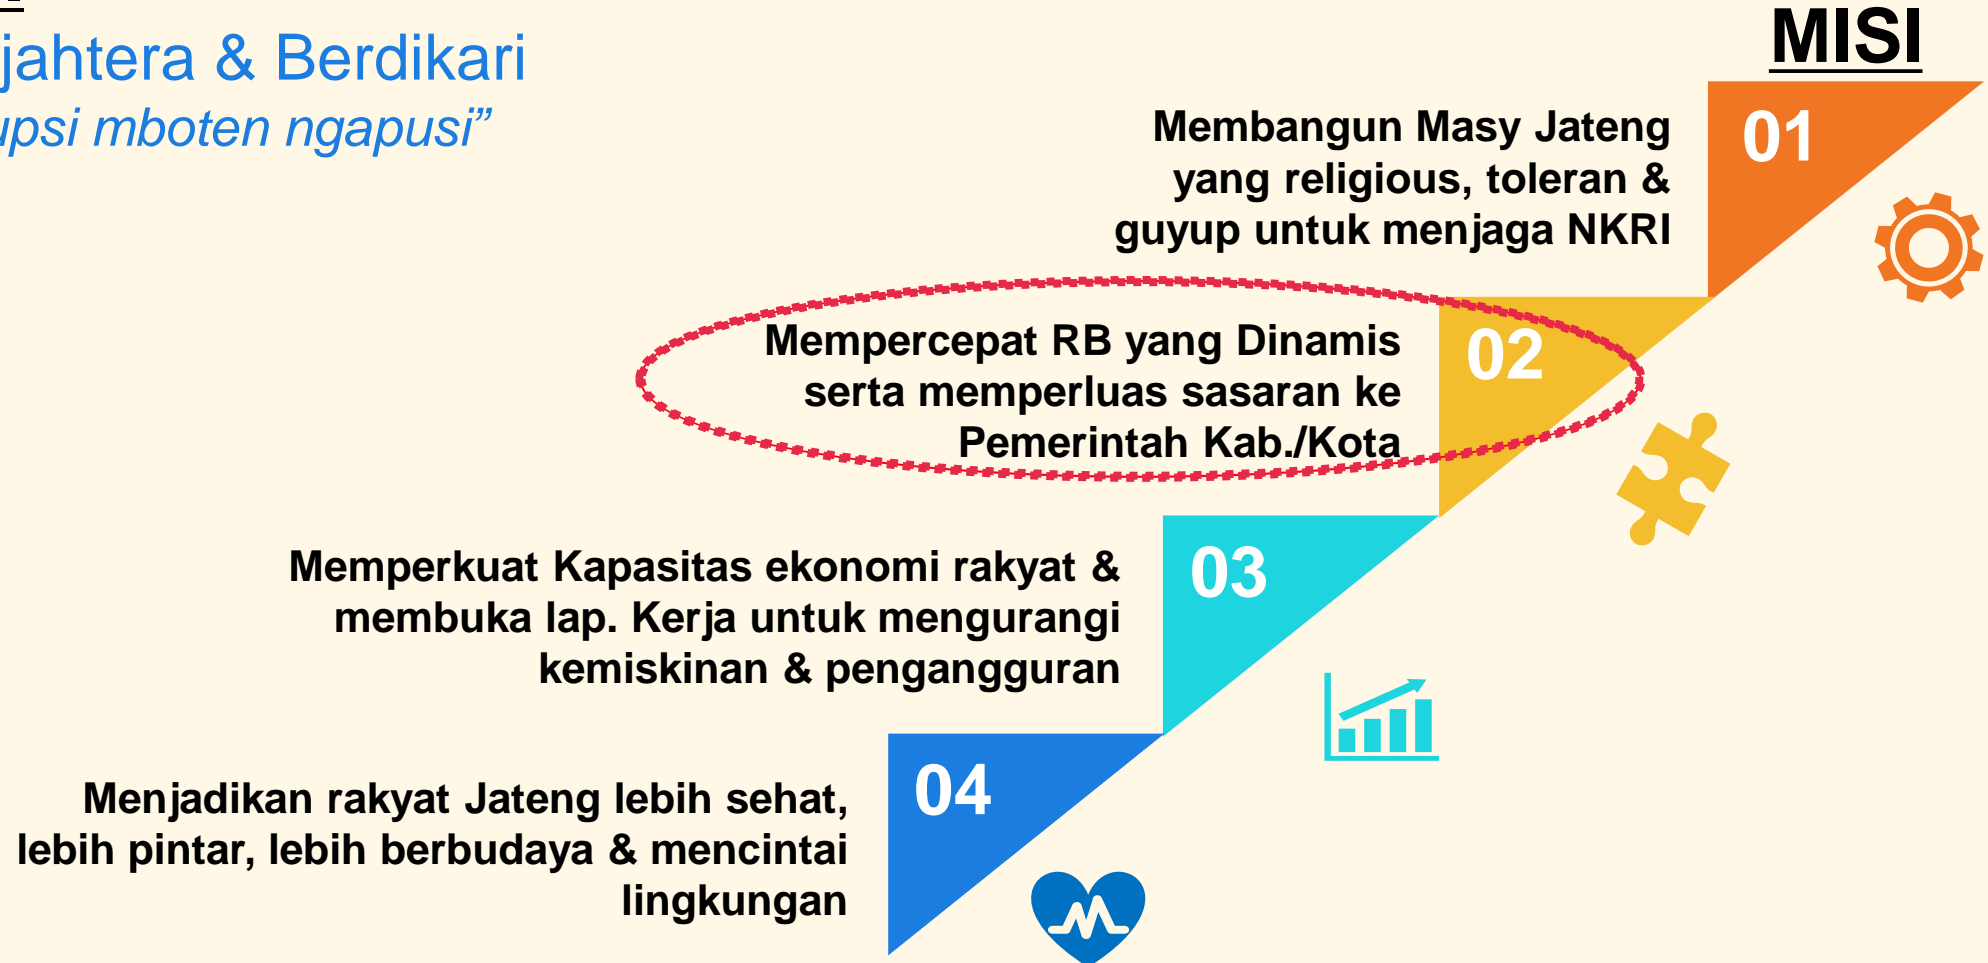 jahtera & Berdikari
upsi mboten ngapusi”
MISI
Membangun Masy Jateng
yang religious, toleran &
guyup untuk menjaga NKRI
01
Mempercepat RB yang Dinamis
serta memperluas sasaran ke
Pemerintah Kab./Kota
02
Memperkuat Kapasitas ekonomi rakyat &
membuka lap. Kerja untuk mengurangi
kemiskinan & pengangguran
03
Menjadikan rakyat Jateng lebih sehat,
lebih pintar, lebih berbudaya & mencintai
lingkungan
04